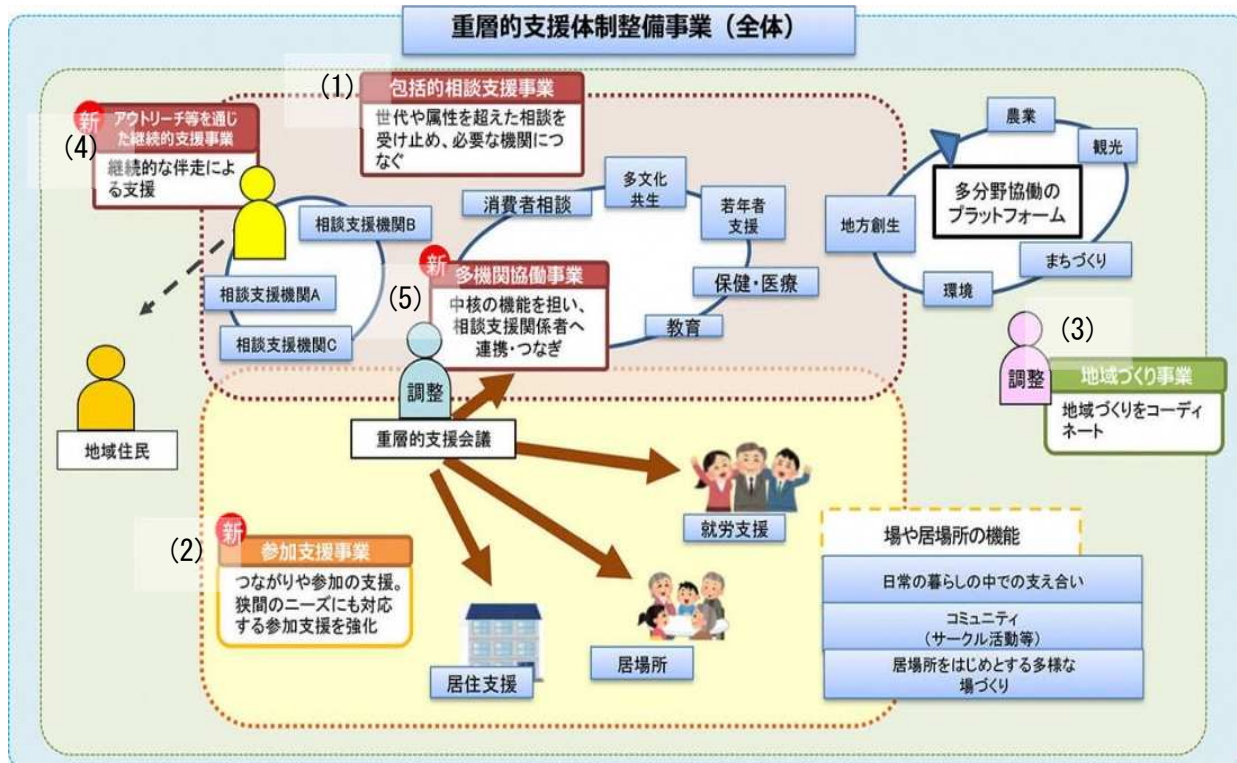 重層的支援体制整備事業（全体）
(1)
包括的相談支援事業
世代や属性を超えた相談を
受け止め、必要な機関につ
なぐ
新
アウトリーチ等を通じ
た継続的支援事業
(4)
継続的な伴走によ
る支援
相談支援機関B
相談支援機関A
相談支援機関C
消費者相談
多文化
共生
若年者
支援
保健・医療
教育
新
多機関協働事業
(5)
中核の機能を担い、
相談支援関係者へ
連携・つなぎ
調整
重層的支援会議
農業
観光
多分野協働の
プラットフォーム
地方創生
まちづくり
環境
(3)
調整
地域づくり事業
地域づくりをコーディ
ネート
地域住民
新
(2)
参加支援事業
つながりや参加の支援。
狭間のニーズにも対応
する参加支援を強化
就労支援
居場所
居住支援
場や居場所の機能
日常の暮らしの中での支え合い
コミュニティ
（サークル活動等）
居場所をはじめとする多様な
場づくり